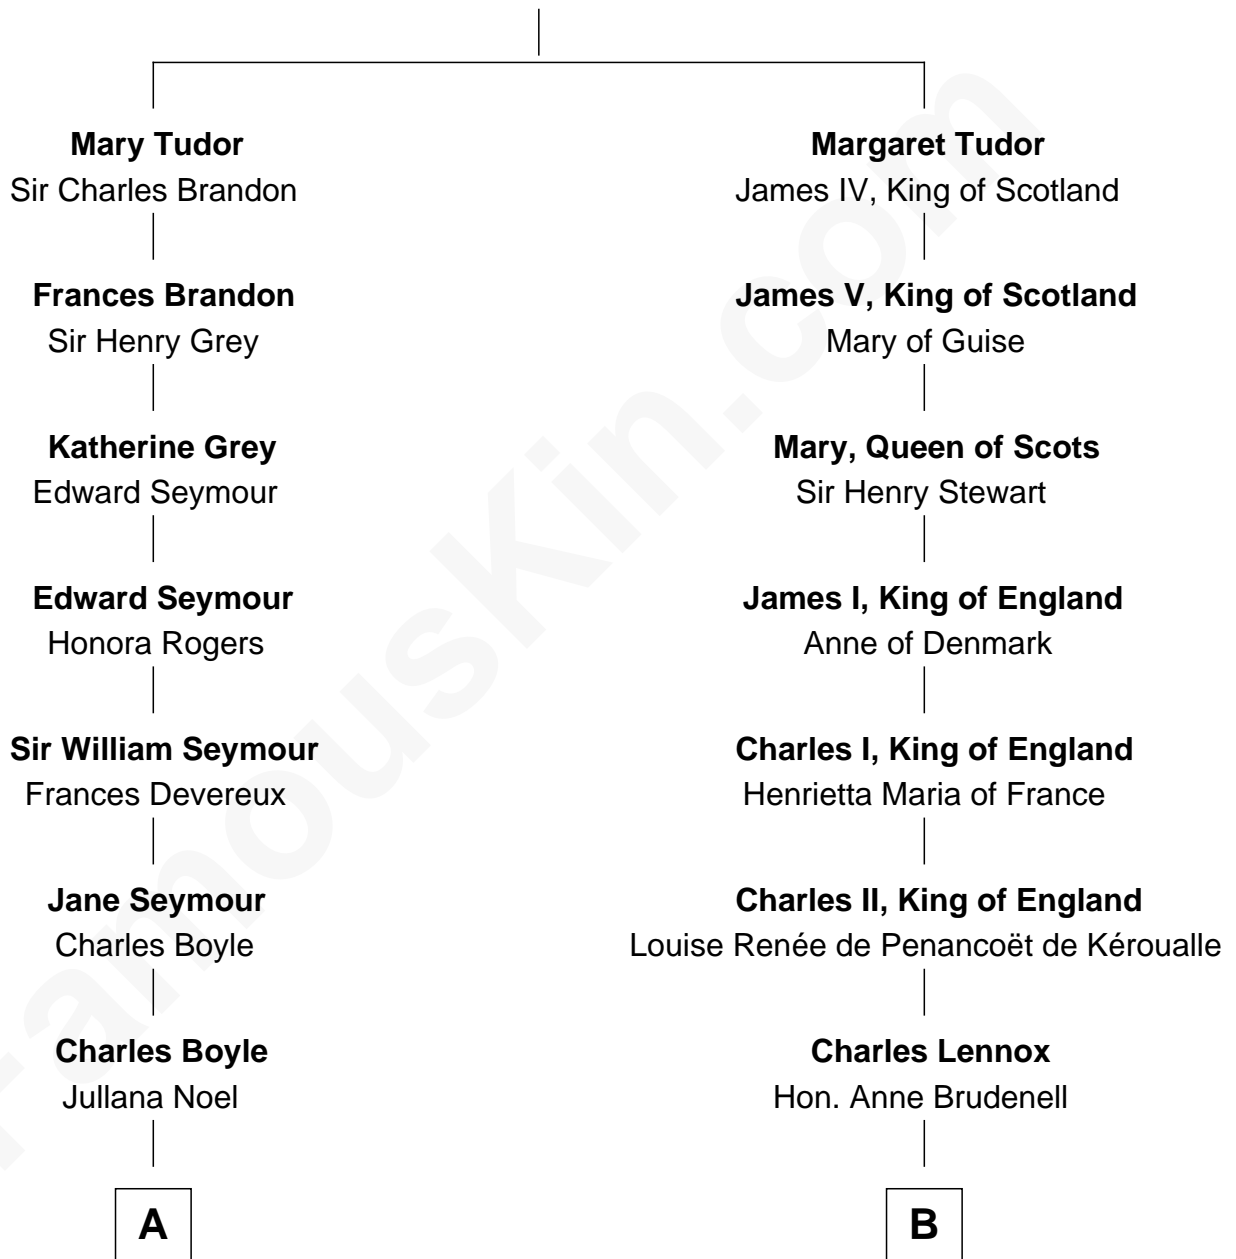 Mary Tudor
Sir Charles Brandon
Frances Brandon
Sir Henry Grey
Katherine Grey
Edward Seymour
Edward Seymour
Honora Rogers
Sir William Seymour
Frances Devereux
Jane Seymour
Charles Boyle
Charles Boyle
Jullana Noel
A
Margaret Tudor
James IV, King of Scotland
James V, King of Scotland
Mary of Guise
Mary, Queen of Scots
Sir Henry Stewart
James I, King of England
Anne of Denmark
Charles I, King of England
Henrietta Maria of France
Charles II, King of England
Louise Renée de Penancoët de Kéroualle
Charles Lennox
Hon. Anne Brudenell
B
FamousKin.com